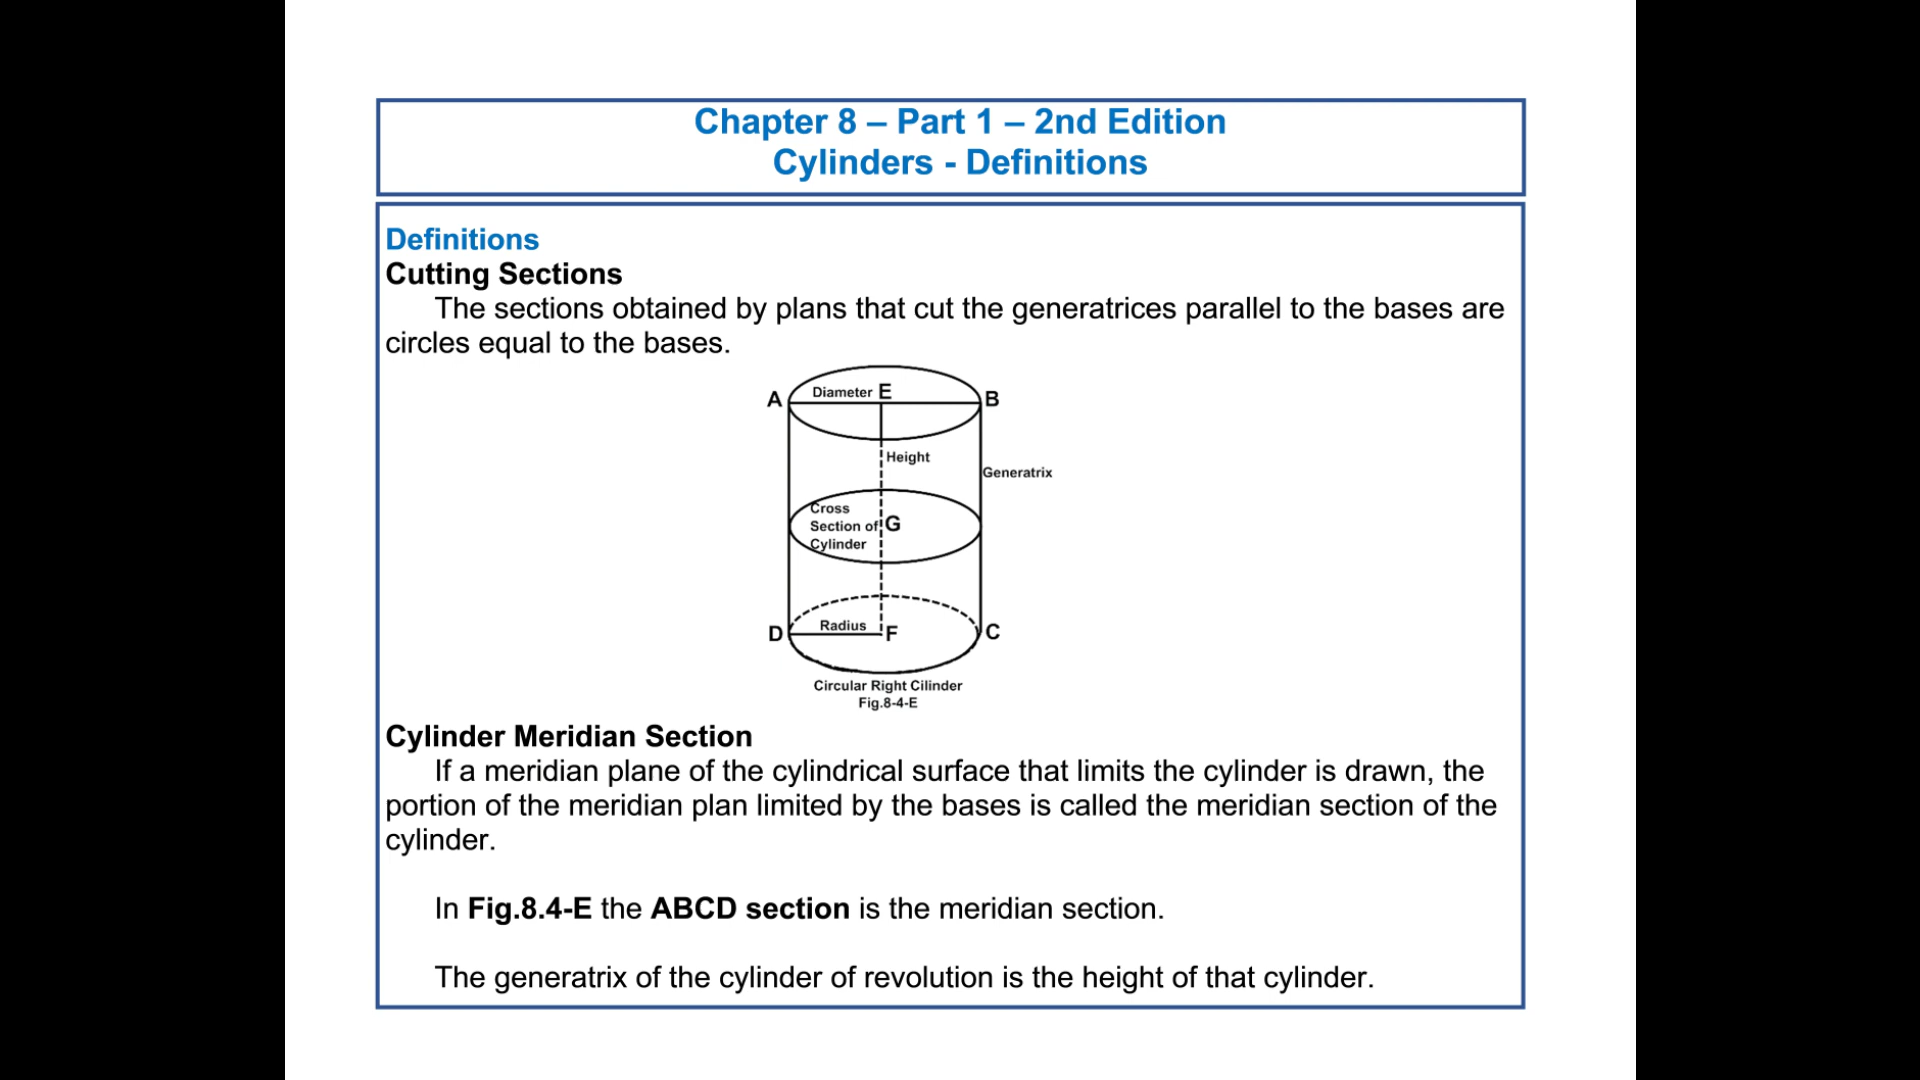 Chapter 8 – Part 1 – 2nd Edition
Cylinders - Definitions
Definitions
Cutting Sections
The sections obtained by plans that cut the generatrices parallel to the bases are
circles equal to the bases.
A
Diameter E
B
Height
Generatrix
Cross
Section of G
Cylinder
D
Radius
F
C
Circular Right Cilinder
Fig.8-4-E
Cylinder Meridian Section
If a meridian plane of the cylindrical surface that limits the cylinder is drawn, the
portion of the meridian plan limited by the bases is called the meridian section of the
cylinder.
In Fig.8.4-E the ABCD section is the meridian section.
The generatrix of the cylinder of revolution is the height of that cylinder.